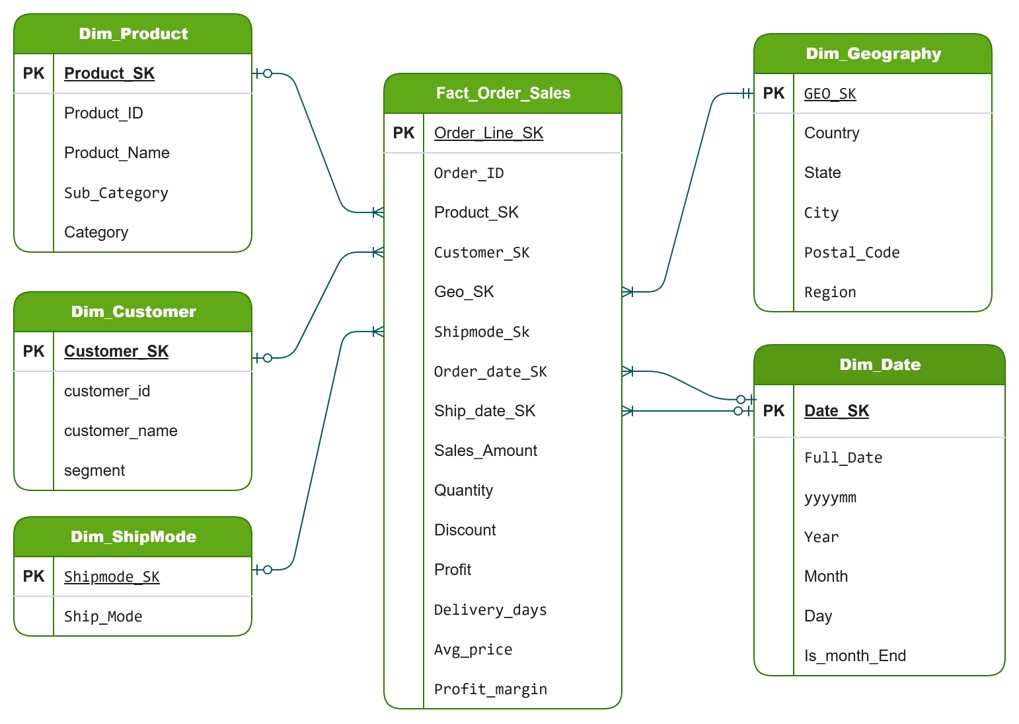 Dim_Product
PK Product_SK
Product_ID
Product_Name
Sub_Category
Category
Dim_Customer
PK Customer_SK
customer_id
customer_name
segment
Dim_ShipMode
PK Shipmode_SK
Ship_Mode
Fact_Order_Sales
PK Order_Line_SK
Order_ID
Product_SK
Customer_SK
Geo_SK
Shipmode_Sk
Order_date_SK
Ship_date_SK
Sales_Amount
Quantity
Discount
Profit
Delivery_days
Avg_price
Profit_margin
Dim_Geography
PK GEO_SK
Country
State
City
Postal_Code
Region
Dim_Date
PK Date_SK
Full_Date
yyyymm
Year
Month
Day
Is_month_End